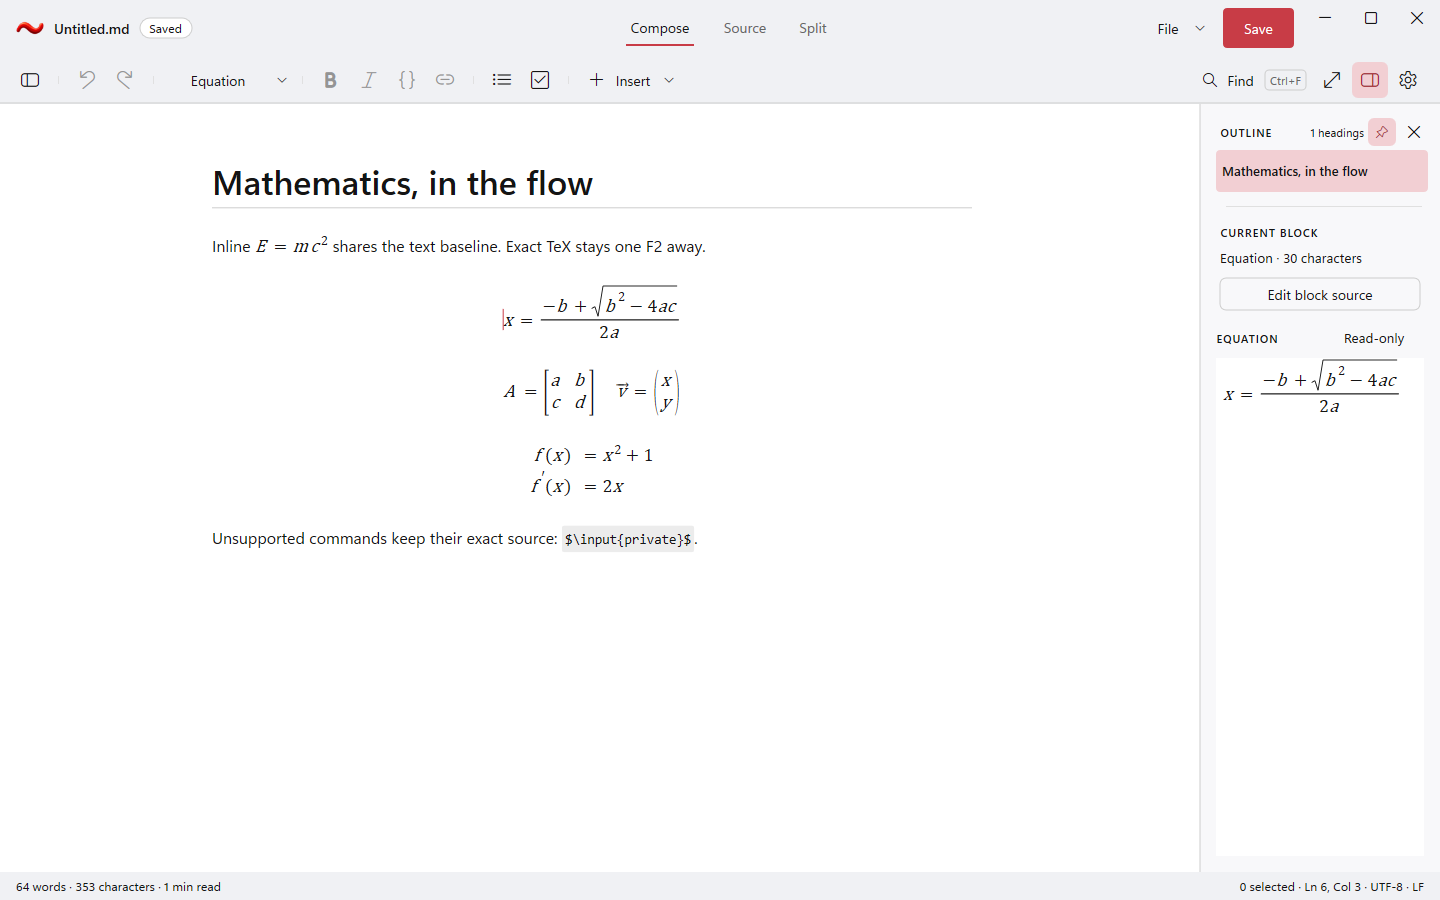 Untitled.md Saved Compose Source Split File Save
Equation B I {} Insert Find Ctrl+F
Mathematics, in the flow
Inline E = mc² shares the text baseline. Exact TeX stays one F2 away.
x = (−b + √(b² − 4ac)) / 2a
A = [a b; c d] v⃗ = (x; y)
f(x) = x² + 1
f′(x) = 2x
Unsupported commands keep their exact source: $\input{private}$.
OUTLINE 1 headings
Mathematics, in the flow
CURRENT BLOCK
Equation · 30 characters
Edit block source
EQUATION Read-only
x = (−b + √(b² − 4ac)) / 2a
64 words · 353 characters · 1 min read
0 selected · Ln 6, Col 3 · UTF-8 · LF